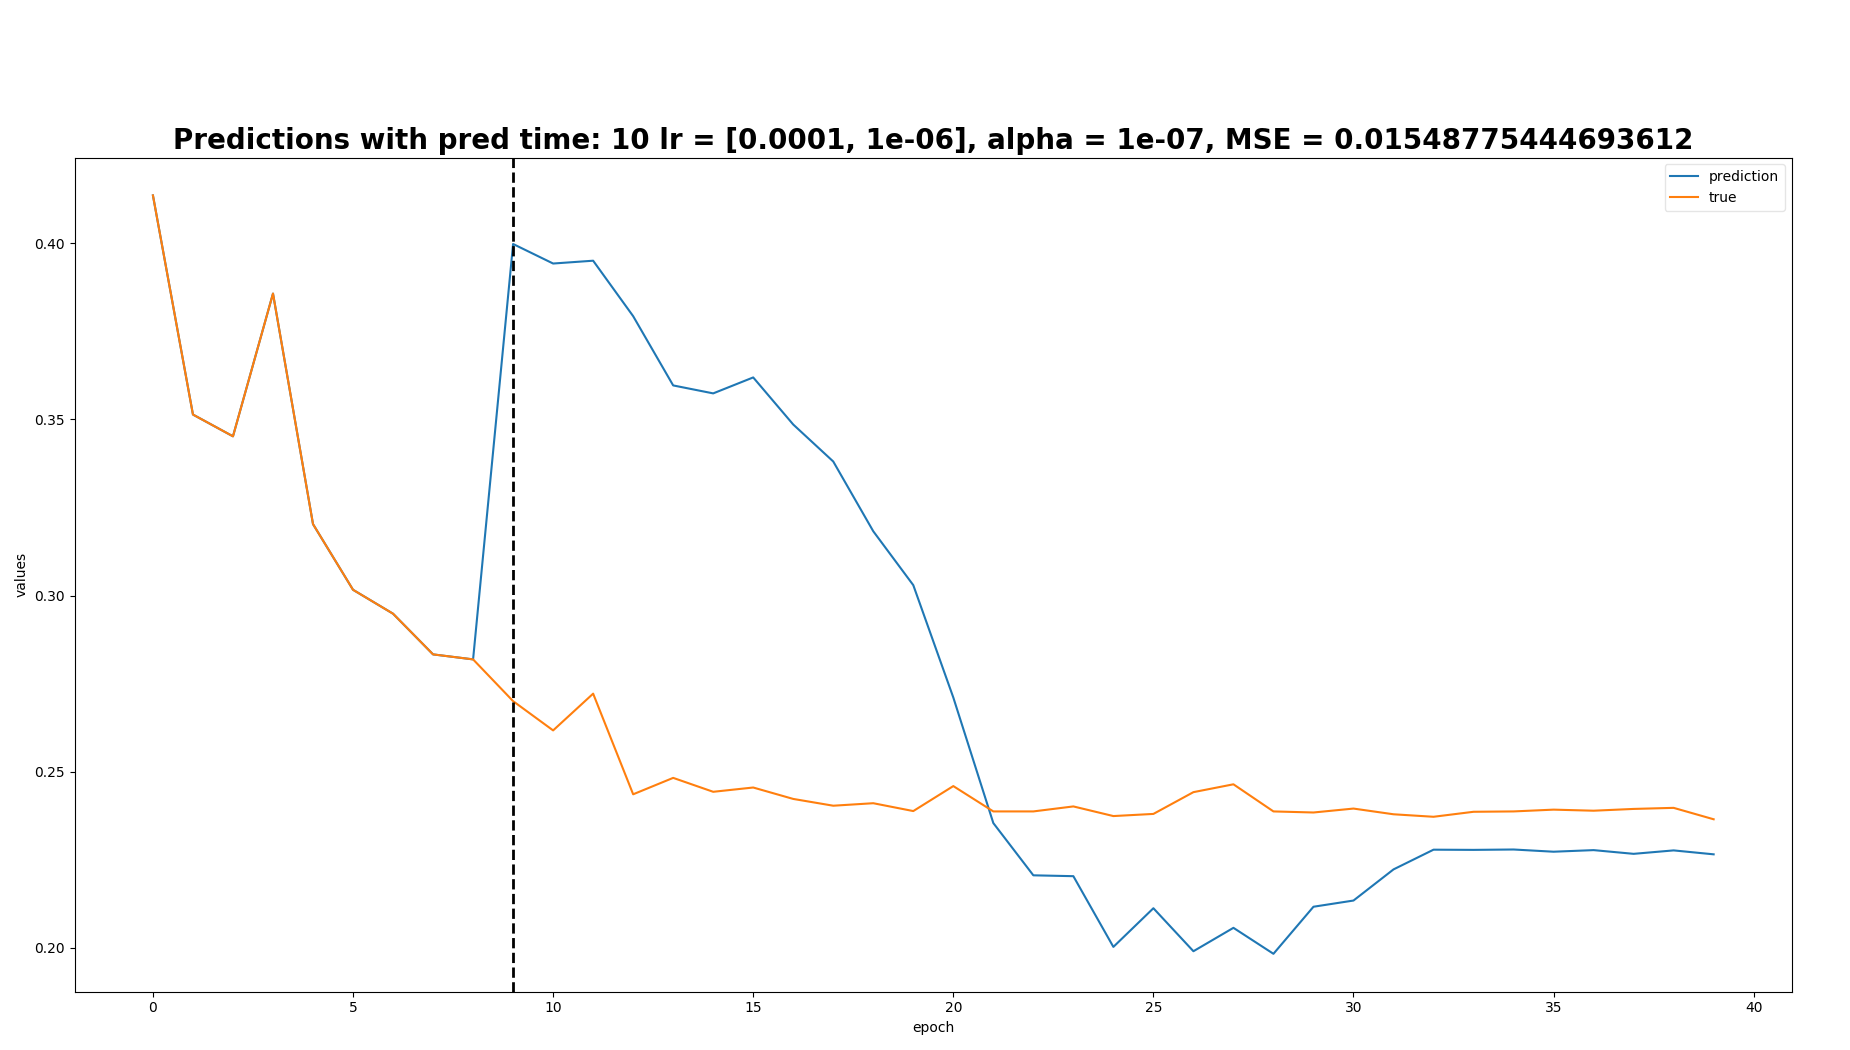 Predictions with pred time: 10 lr = [0.0001, 1e-06], alpha = 1e-07, MSE = 0.01548775444693612
prediction
true
0.40
0.35
0.30
0.25
0.20
values
0 5 10 15 20 25 30 35 40
epoch